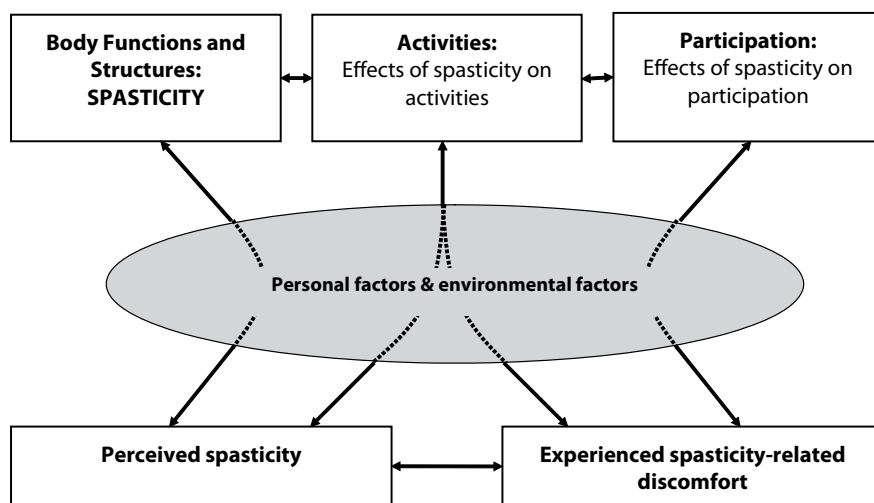 Body Functions and
Structures:
SPASTICITY
Activities:
Effects of spasticity on
activities
Participation:
Effects of spasticity on
participation
Personal factors & environmental factors
Perceived spasticity
Experienced spasticity-related
discomfort